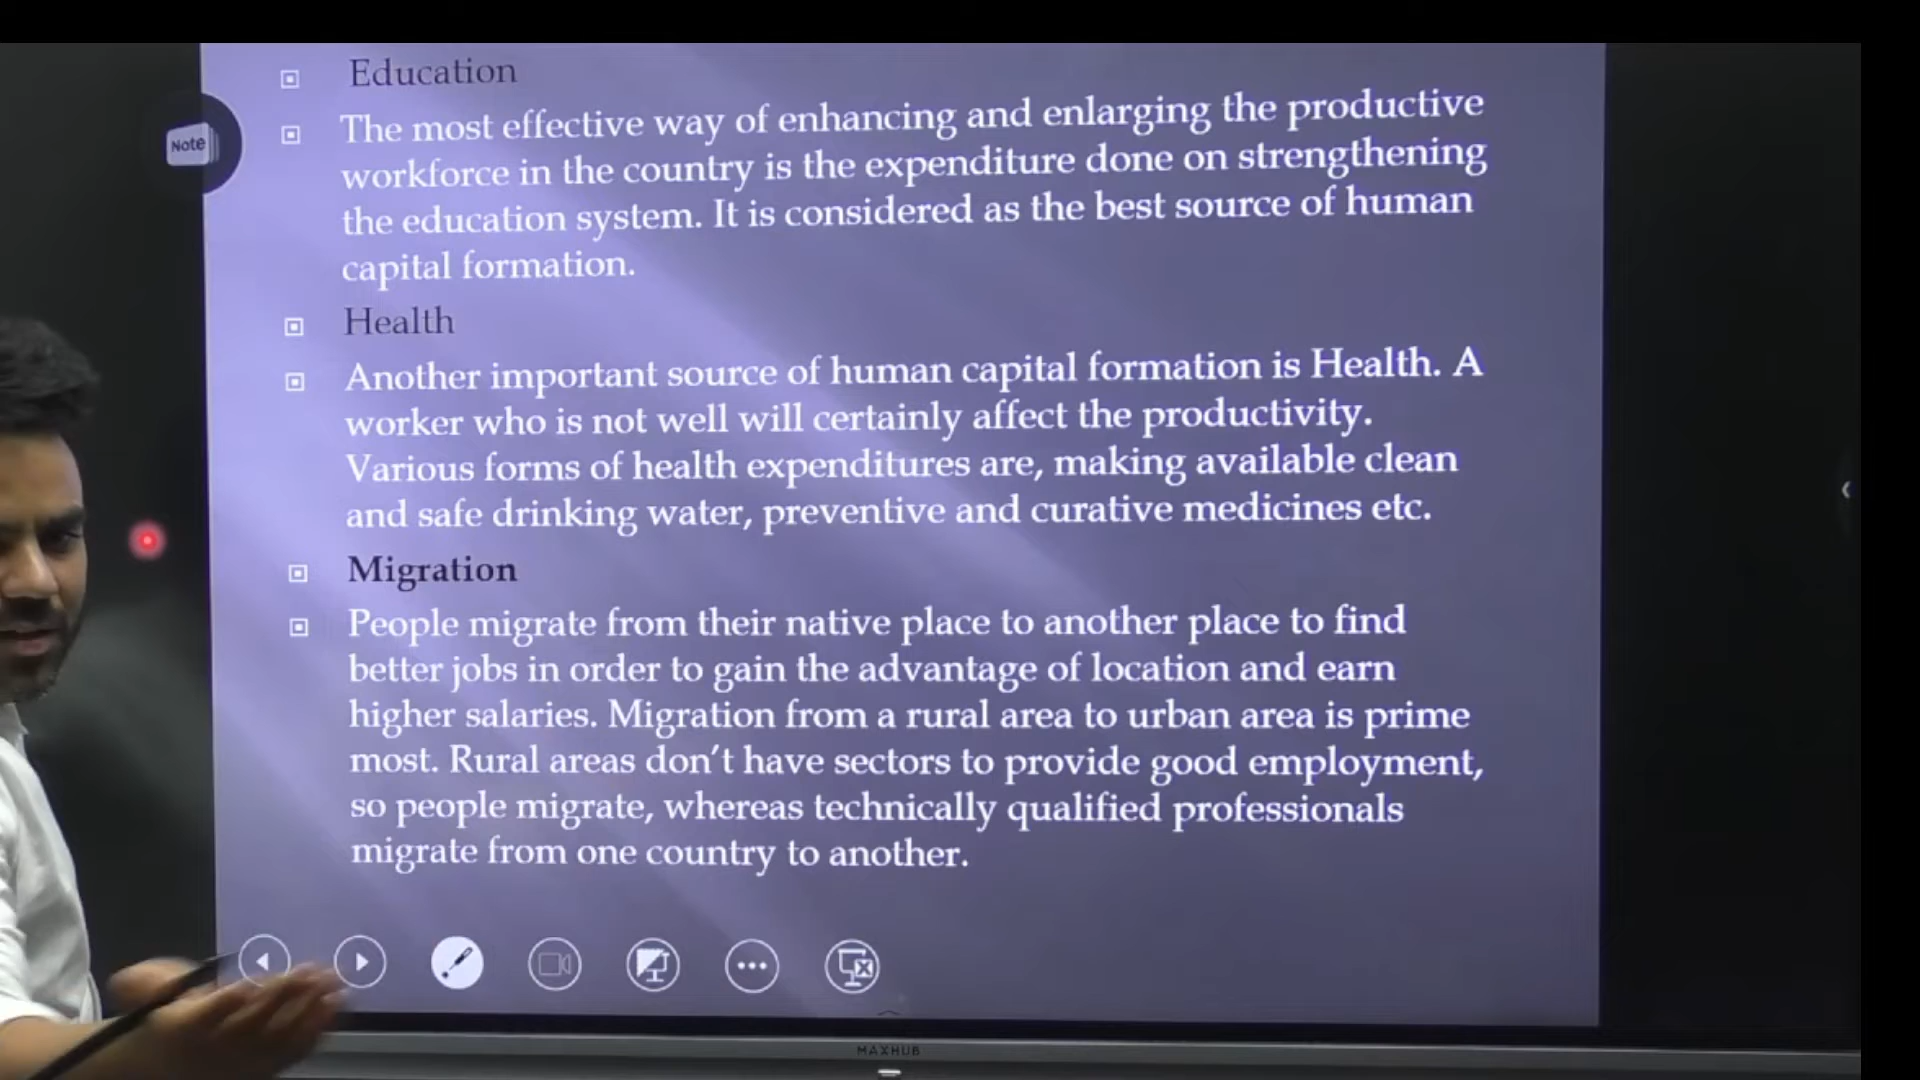 Education
The most effective way of enhancing and enlarging the productive
workforce in the country is the expenditure done on strengthening
the education system. It is considered as the best source of human
capital formation.
Note
Health
Another important source of human capital formation is Health. A
worker who is not well will certainly affect the productivity.
Various forms of health expenditures are, making available clean
and safe drinking water, preventive and curative medicines etc.
Migration
People migrate from their native place to another place to find
better jobs in order to gain the advantage of location and earn
higher salaries. Migration from a rural area to urban area is prime
most. Rural areas don't have sectors to provide good employment,
so people migrate, whereas technically qualified professionals
migrate from one country to another.
MAXHUB